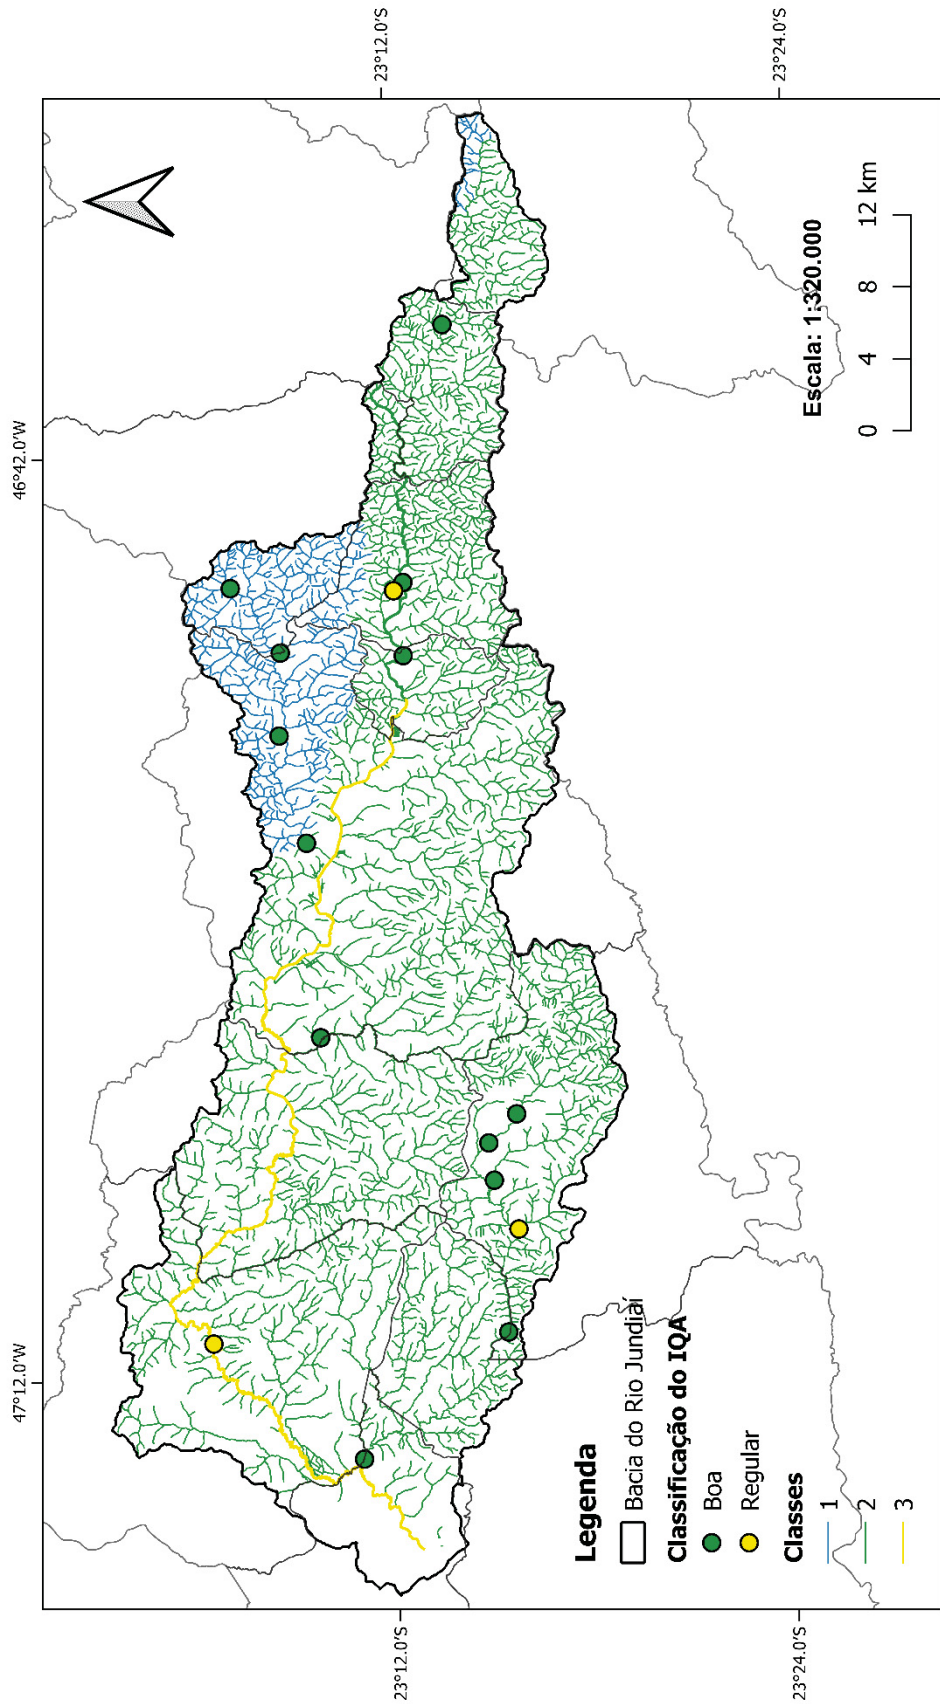 47°12.0'W
46°42.0'W
23°12.0'S
23°12.0'S
23°24.0'S
23°24.0'S
Legenda
Bacia do Rio Jundiaí
Classificação do IQA
Boa
Regular
Classes
1
2
3
Escala: 1:320.000
0 4 8 12 km